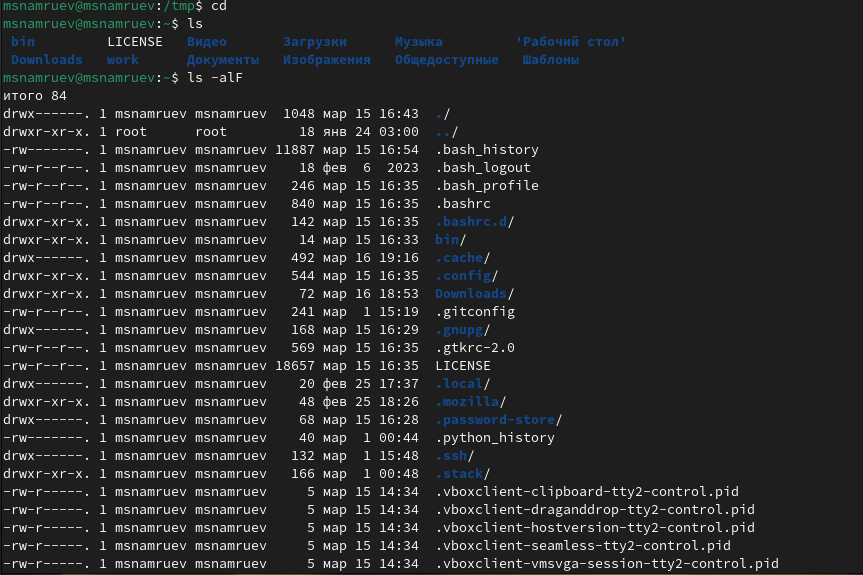 msnamruev@msnamruev:/tmp$ cd
msnamruev@msnamruev:~$ ls
bin LICENSE Видео Загрузки Музыка 'Рабочий стол'
Downloads work Документы Изображения Общедоступные Шаблоны
msnamruev@msnamruev:~$ ls -alF
итого 84
drwx------. 1 msnamruev msnamruev 1048 мар 15 16:43 ./
drwxr-xr-x. 1 root root 18 янв 24 03:00 ../
-rw-------. 1 msnamruev msnamruev 11887 мар 15 16:54 .bash_history
-rw-r--r--. 1 msnamruev msnamruev 18 фев 6 2023 .bash_logout
-rw-r--r--. 1 msnamruev msnamruev 246 мар 15 16:35 .bash_profile
-rw-r--r--. 1 msnamruev msnamruev 840 мар 15 16:35 .bashrc
drwxr-xr-x. 1 msnamruev msnamruev 142 мар 15 16:35 .bashrc.d/
drwxr-xr-x. 1 msnamruev msnamruev 14 мар 15 16:33 bin/
drwx------. 1 msnamruev msnamruev 492 мар 16 19:16 .cache/
drwxr-xr-x. 1 msnamruev msnamruev 544 мар 15 16:35 .config/
drwxr-xr-x. 1 msnamruev msnamruev 72 мар 16 18:53 Downloads/
-rw-r--r--. 1 msnamruev msnamruev 241 мар 1 15:19 .gitconfig
drwx------. 1 msnamruev msnamruev 168 мар 15 16:29 .gnupg/
-rw-r--r--. 1 msnamruev msnamruev 569 мар 15 16:35 .gtkrc-2.0
-rw-r--r--. 1 msnamruev msnamruev 18657 мар 15 16:35 LICENSE
drwx------. 1 msnamruev msnamruev 20 фев 25 17:37 .local/
drwxr-xr-x. 1 msnamruev msnamruev 48 фев 25 18:26 .mozilla/
drwx------. 1 msnamruev msnamruev 68 мар 15 16:28 .password-store/
-rw-------. 1 msnamruev msnamruev 40 мар 1 00:44 .python_history
drwx------. 1 msnamruev msnamruev 132 мар 1 15:48 .ssh/
drwxr-xr-x. 1 msnamruev msnamruev 166 мар 1 00:48 .stack/
-rw-r-----. 1 msnamruev msnamruev 5 мар 15 14:34 .vboxclient-clipboard-tty2-control.pid
-rw-r-----. 1 msnamruev msnamruev 5 мар 15 14:34 .vboxclient-draganddrop-tty2-control.pid
-rw-r-----. 1 msnamruev msnamruev 5 мар 15 14:34 .vboxclient-hostversion-tty2-control.pid
-rw-r-----. 1 msnamruev msnamruev 5 мар 15 14:34 .vboxclient-seamless-tty2-control.pid
-rw-r-----. 1 msnamruev msnamruev 5 мар 15 14:34 .vboxclient-vmsvga-session-tty2-control.pid